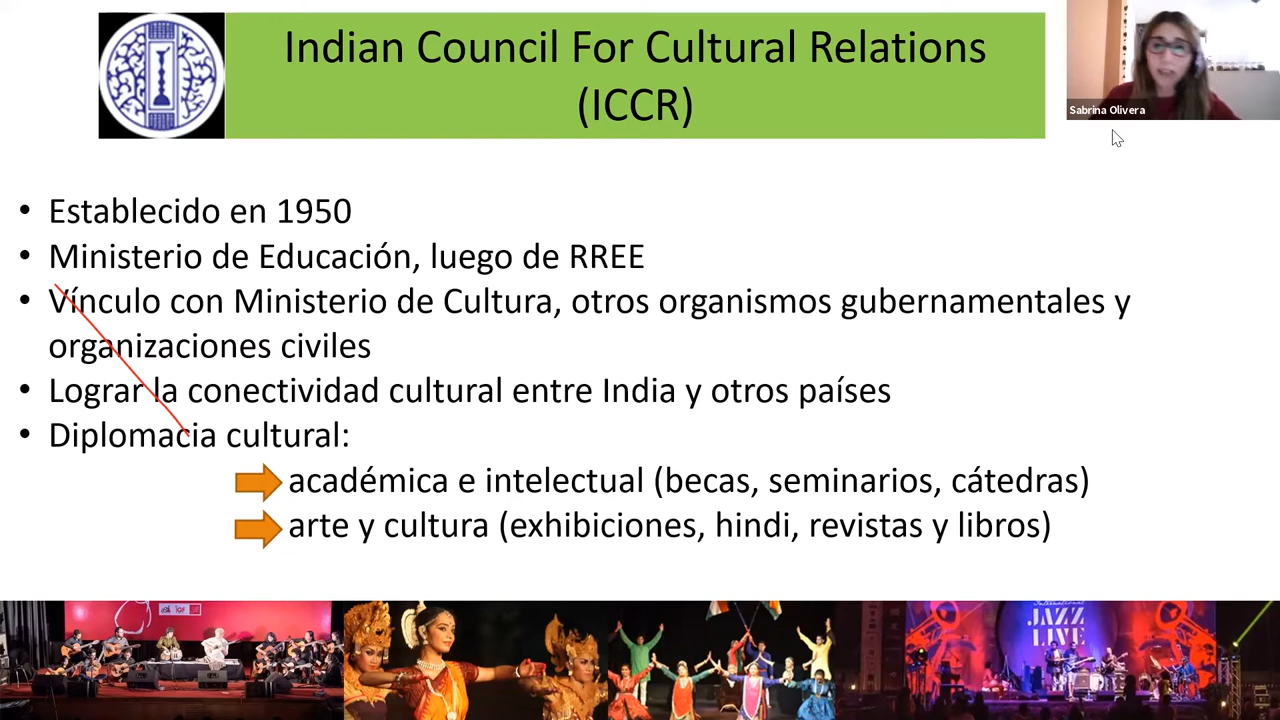 Indian Council For Cultural Relations
(ICCR)
Sabrina Olivera
• Establecido en 1950
• Ministerio de Educación, luego de RREE
• Vínculo con Ministerio de Cultura, otros organismos gubernamentales y
organizaciones civiles
• Lograr la conectividad cultural entre India y otros países
• Diplomacia cultural:
académica e intelectual (becas, seminarios, cátedras)
arte y cultura (exhibiciones, hindi, revistas y libros)
International
JAZZ
LIVE